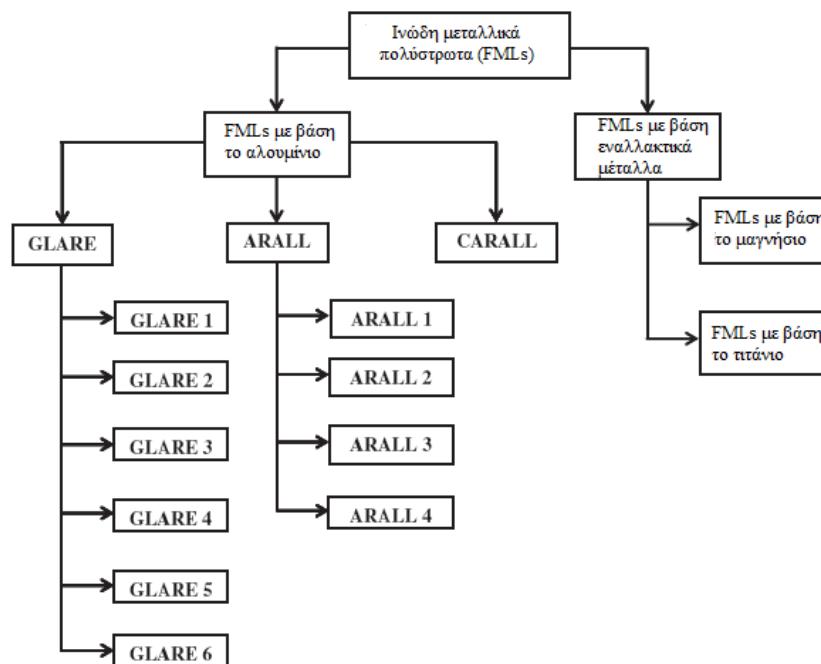 Ινώδη μεταλλικά
πολύστρωτα (FMLs)
FMLs με βάση
το αλουμίνιο
FMLs με βάση
εναλλακτικά
μέταλλα
GLARE
ARALL
CARALL
FMLs με βάση
το μαγνήσιο
FMLs με βάση
το τιτάνιο
GLARE 1
GLARE 2
GLARE 3
GLARE 4
GLARE 5
GLARE 6
ARALL 1
ARALL 2
ARALL 3
ARALL 4